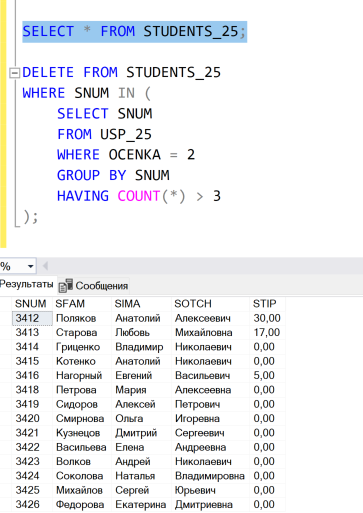 SELECT * FROM STUDENTS_25;
DELETE FROM STUDENTS_25
WHERE SNUM IN (
SELECT SNUM
FROM USP_25
WHERE OCENKA = 2
GROUP BY SNUM
HAVING COUNT(*) > 3
);
%
Результаты Сообщения
SNUM SFAM SIMA SOTCH STIP
3412 Поляков Анатолий Алексеевич 30,00
3413 Старова Любовь Михайловна 17,00
3414 Гриценко Владимир Николаевич 0,00
3415 Котенко Анатолий Николаевич 0,00
3416 Нагорный Евгений Васильевич 5,00
3418 Петрова Мария Алексеевна 0,00
3419 Сидоров Алексей Петрович 0,00
3420 Смирнова Ольга Игоревна 0,00
3421 Кузнецов Дмитрий Сергеевич 0,00
3422 Васильева Елена Андреевна 0,00
3423 Волков Андрей Николаевич 0,00
3424 Соколова Наталья Владимировна 0,00
3425 Михайлов Сергей Юрьевич 0,00
3426 Федорова Екатерина Дмитриевна 0,00